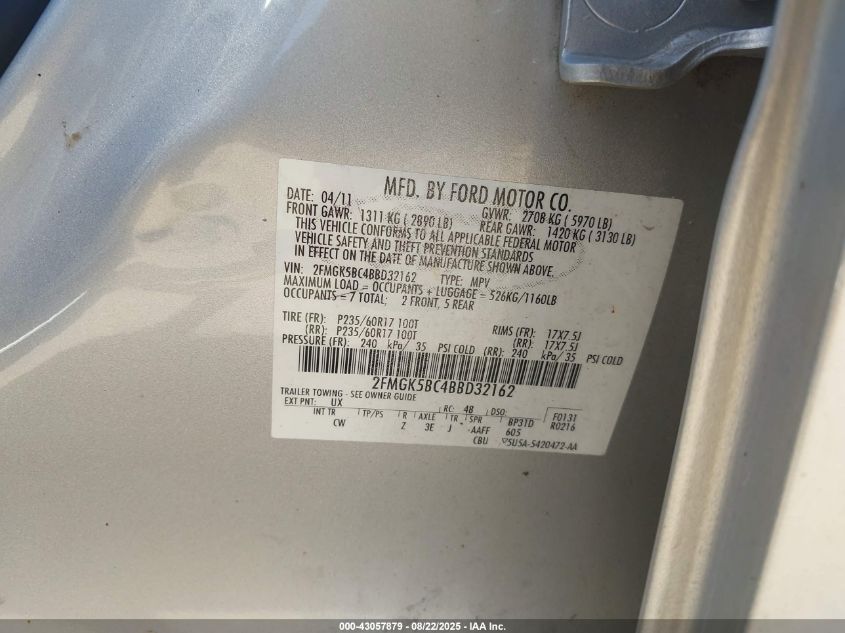 MFD. BY FORD MOTOR CO.
DATE: 04/11 GVWR: 2708 KG ( 5970 LB)
FRONT GAWR: 1311 KG ( 2890 LB) REAR GAWR: 1420 KG ( 3130 LB)
THIS VEHICLE CONFORMS TO ALL APPLICABLE FEDERAL MOTOR
VEHICLE SAFETY AND THEFT PREVENTION STANDARDS
IN EFFECT ON THE DATE OF MANUFACTURE SHOWN ABOVE.
VIN: 2FMGK5BC4BBD32162 TYPE: MPV
MAXIMUM LOAD = OCCUPANTS + LUGGAGE = 526KG/1160LB
OCCUPANTS = 7 TOTAL; 2 FRONT, 5 REAR
TIRE (FR): P235/60R17 100T RIMS (FR): 17X7.5J
(RR): P235/60R17 100T (RR): 17X7.5J
PRESSURE (FR): 240 kPa/ 35 PSI COLD (RR): 240 kPa/ 35 PSI COLD
2FMGK5BC4BBD32162
TRAILER TOWING - SEE OWNER GUIDE
EXT PNT: UX RC: 48 DSO: F0131
INT TR TP/PS R AXLE TR SPR BP31D R0216
CW Z 3E J AAFF 605
CBU 5U5A-5420472-AA
000-43057879 - 08/22/2025 - IAA Inc.